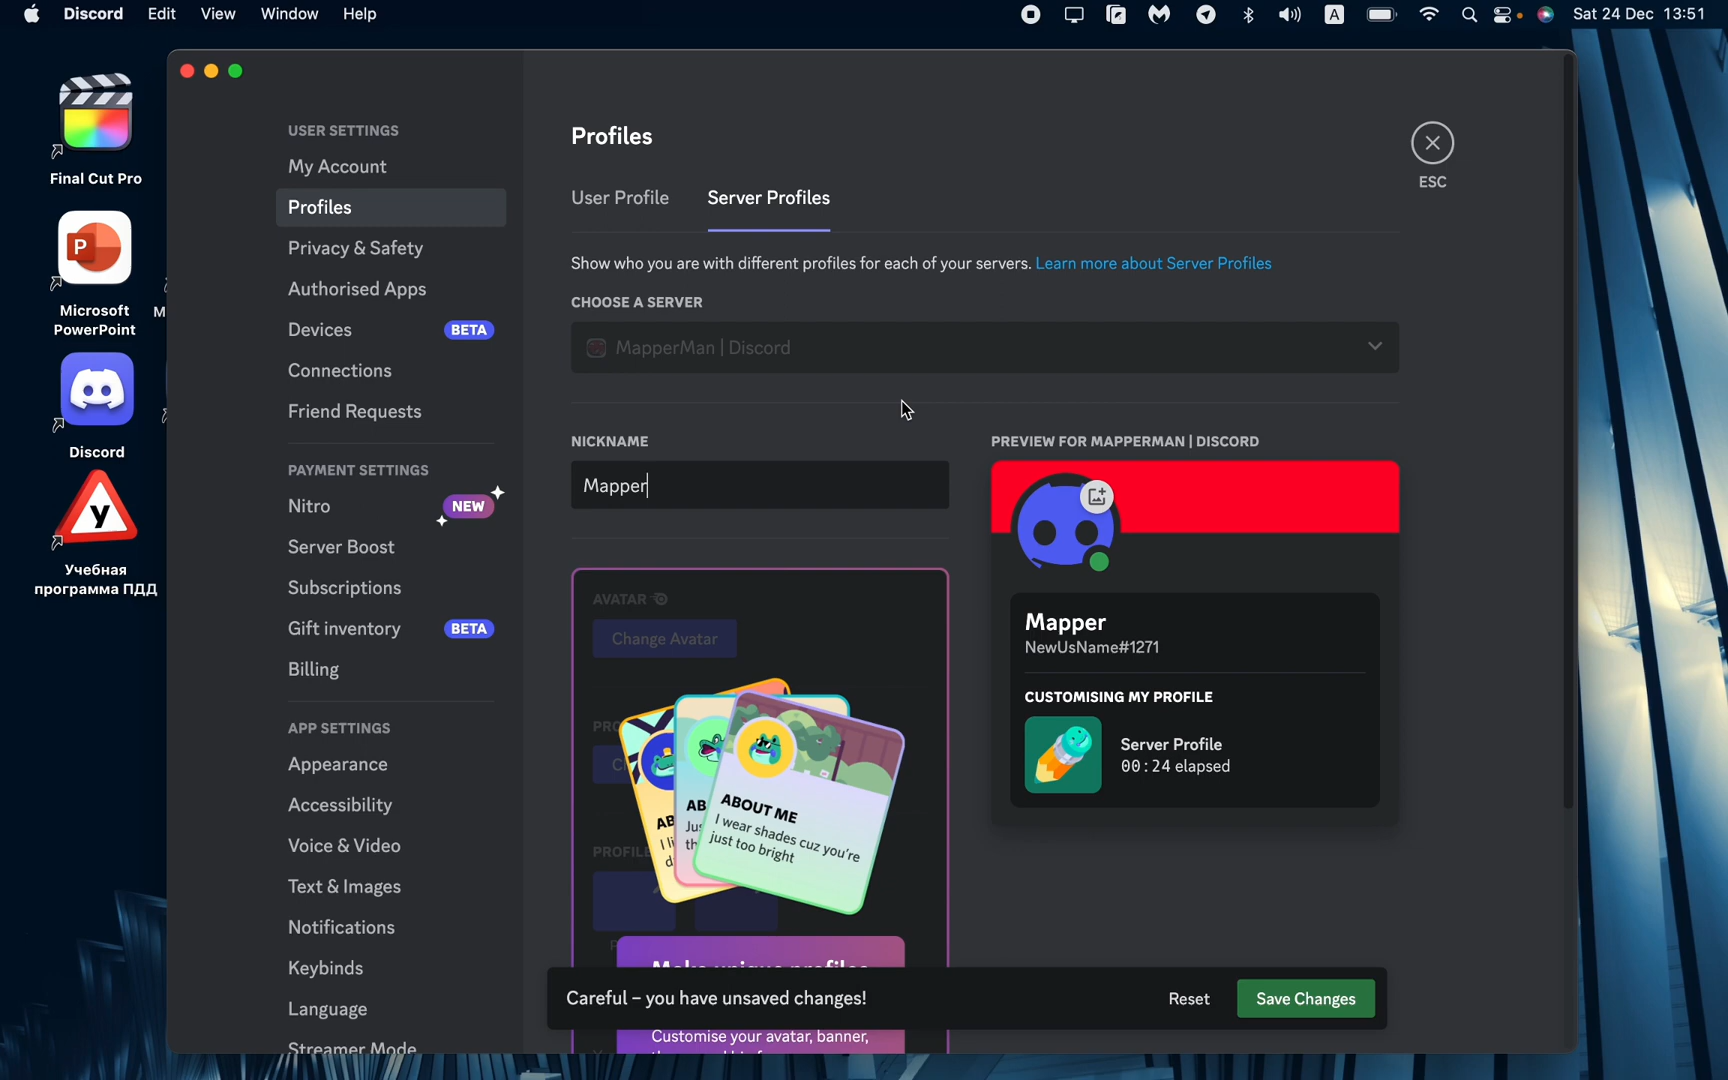 Discord Edit View Window Help
A
Sat 24 Dec 13:51
Final Cut Pro
P
Microsoft
PowerPoint
M
Discord
У
Учебная
программа ПДД
USER SETTINGS
My Account
Profiles
Privacy & Safety
Authorised Apps
Devices BETA
Connections
Friend Requests
PAYMENT SETTINGS
Nitro NEW
Server Boost
Subscriptions
Gift inventory BETA
Billing
APP SETTINGS
Appearance
Accessibility
Voice & Video
Text & Images
Notifications
Keybinds
Language
Streamer Mode
Profiles
ESC
User Profile Server Profiles
Show who you are with different profiles for each of your servers. Learn more about Server Profiles
CHOOSE A SERVER
MapperMan | Discord
NICKNAME
Mapper
AVATAR
Change Avatar
PROFILE
ABOUT ME
I wear shades cuz you're
just too bright
Make unique profiles
Customise your avatar, banner,
PREVIEW FOR MAPPERMAN | DISCORD
Mapper
NewUsName#1271
CUSTOMISING MY PROFILE
Server Profile
00:24 elapsed
Careful – you have unsaved changes! Reset Save Changes